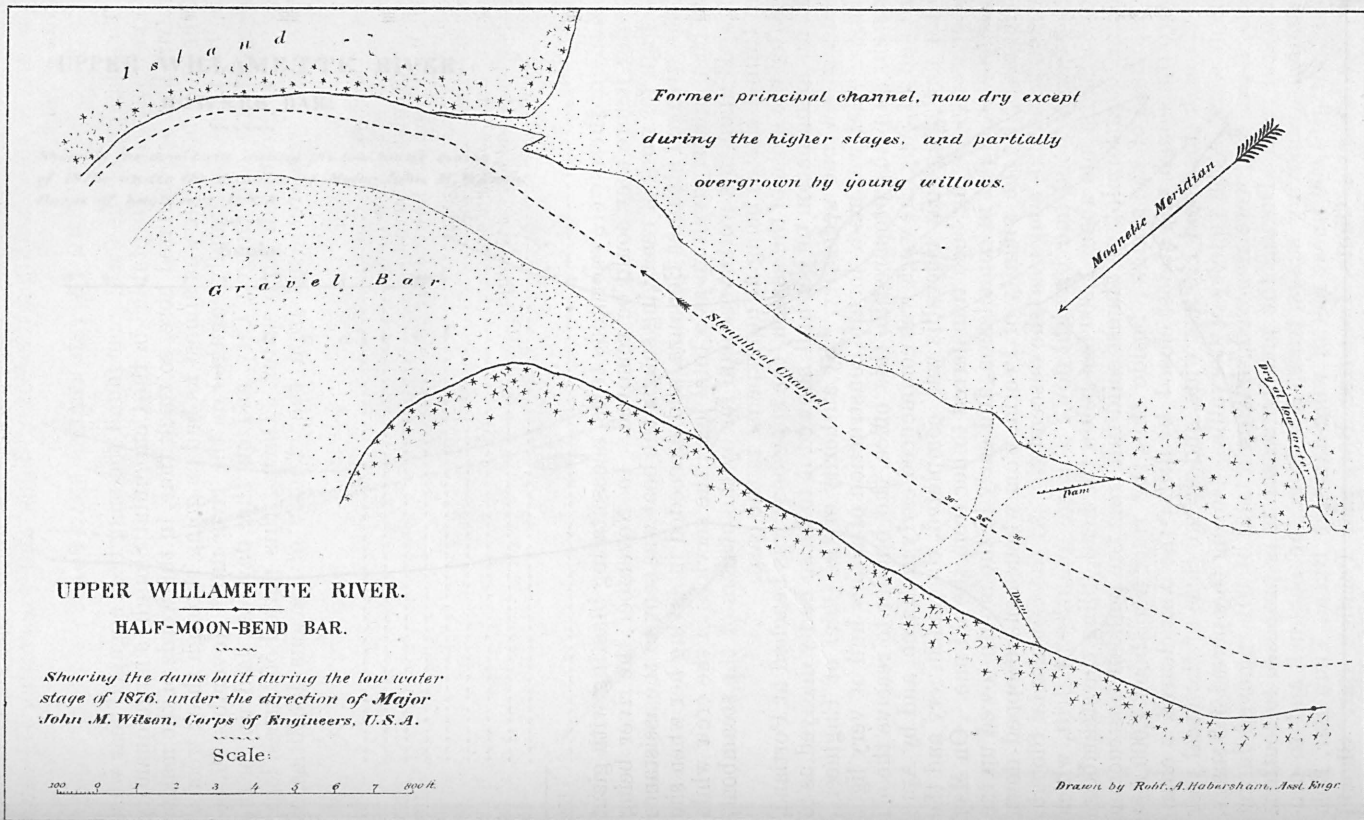 Island
Former principal channel, now dry except
during the higher stages, and partially
overgrown by young willows.
Magnetic Meridian
Gravel Bar.
Steamboat Channel
Dry at low water
Dam
36"
36"
36"
Dam
UPPER WILLAMETTE RIVER.
HALF-MOON-BEND BAR.
Showing the dams built during the low water
stage of 1876, under the direction of Major
John M. Wilson, Corps of Engineers, U.S.A.
Scale:
100 0 1 2 3 4 5 6 7 800 ft.
Drawn by Robt. A. Habersham, Asst. Engr.